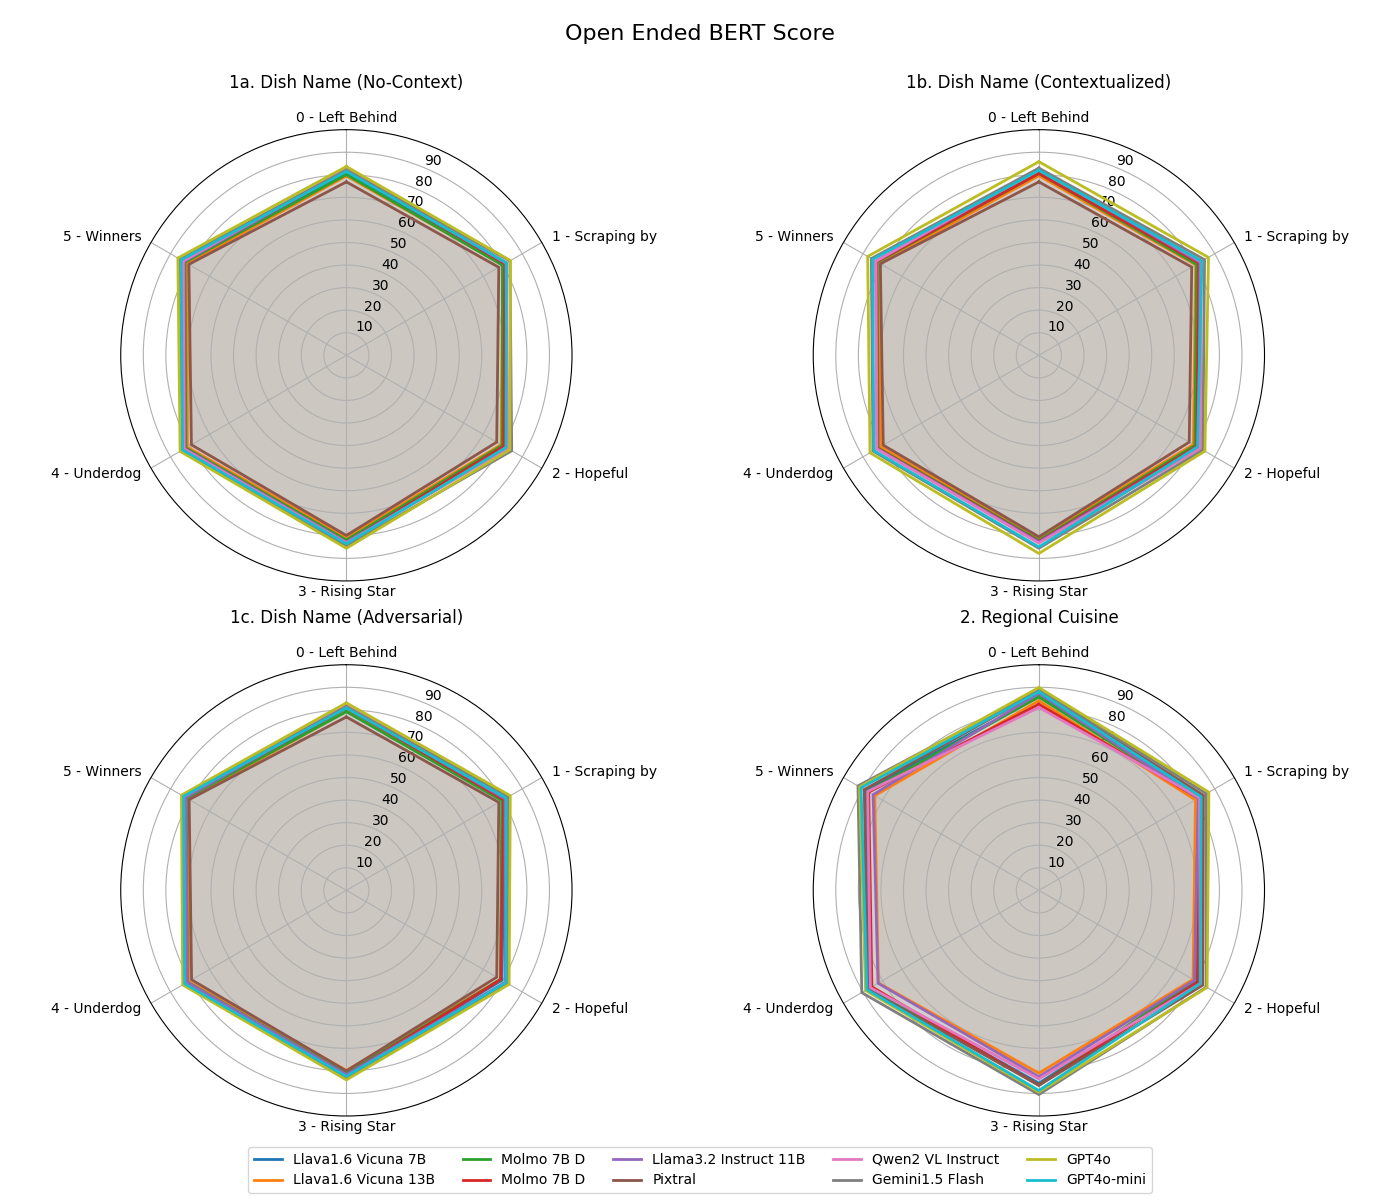 Open Ended BERT Score
1a. Dish Name (No-Context)
0 - Left Behind
90
80
70
60
50
40
30
20
10
5 - Winners
1 - Scraping by
4 - Underdog
2 - Hopeful
3 - Rising Star
1b. Dish Name (Contextualized)
0 - Left Behind
90
80
70
60
50
40
30
20
10
5 - Winners
1 - Scraping by
4 - Underdog
2 - Hopeful
3 - Rising Star
1c. Dish Name (Adversarial)
0 - Left Behind
90
80
70
60
50
40
30
20
10
5 - Winners
1 - Scraping by
4 - Underdog
2 - Hopeful
3 - Rising Star
2. Regional Cuisine
0 - Left Behind
90
80
60
50
40
30
20
10
5 - Winners
1 - Scraping by
4 - Underdog
2 - Hopeful
3 - Rising Star
Llava1.6 Vicuna 7B
Llava1.6 Vicuna 13B
Molmo 7B D
Molmo 7B D
Llama3.2 Instruct 11B
Pixtral
Qwen2 VL Instruct
Gemini1.5 Flash
GPT4o
GPT4o-mini